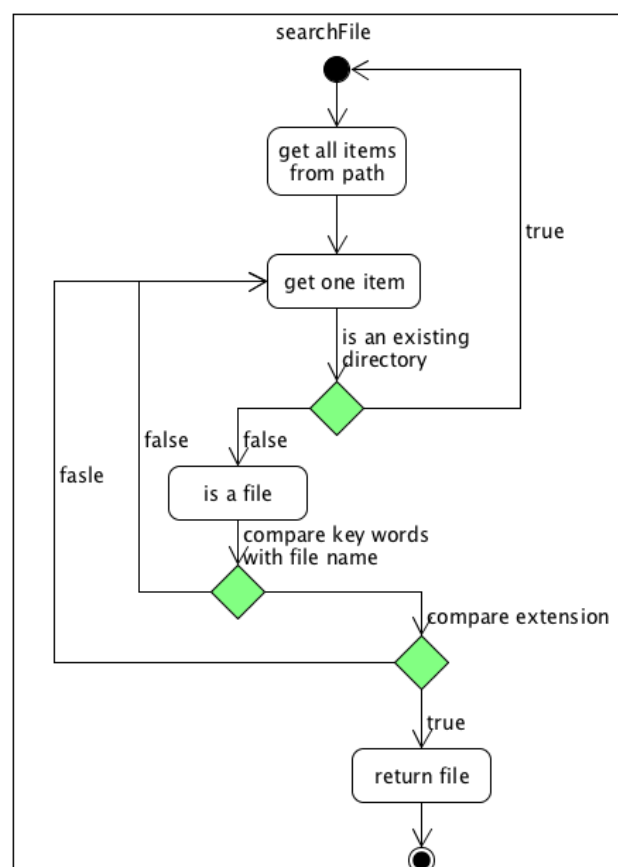 searchFile
get all items
from path
true
get one item
is an existing
directory
false
false
fasle
is a file
compare key words
with file name
compare extension
true
return file